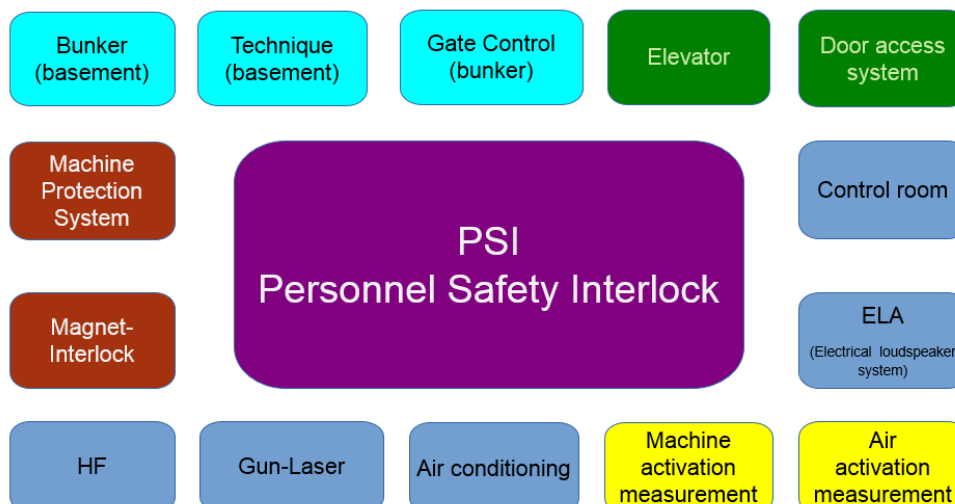 Bunker
(basement)
Technique
(basement)
Gate Control
(bunker)
Elevator
Door access
system
Machine
Protection
System
PSI
Personnel Safety Interlock
Control room
Magnet-
Interlock
ELA
(Electrical loudspeaker
system)
HF
Gun-Laser
Air conditioning
Machine
activation
measurement
Air
activation
measurement